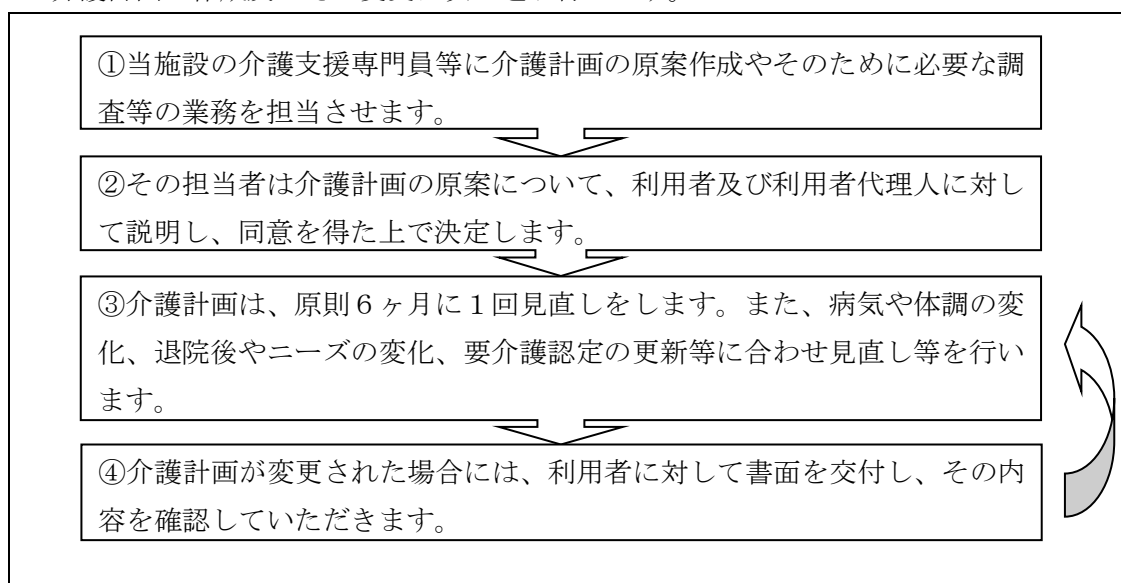 ①当施設の介護支援専門員等に介護計画の原案作成やそのために必要な調
査等の業務を担当させます。
②その担当者は介護計画の原案について、利用者及び利用者代理人に対し
て説明し、同意を得た上で決定します。
③介護計画は、原則６ヶ月に１回見直しをします。また、病気や体調の変
化、退院後やニーズの変化、要介護認定の更新等に合わせ見直し等を行い
ます。
④介護計画が変更された場合には、利用者に対して書面を交付し、その内
容を確認していただきます。